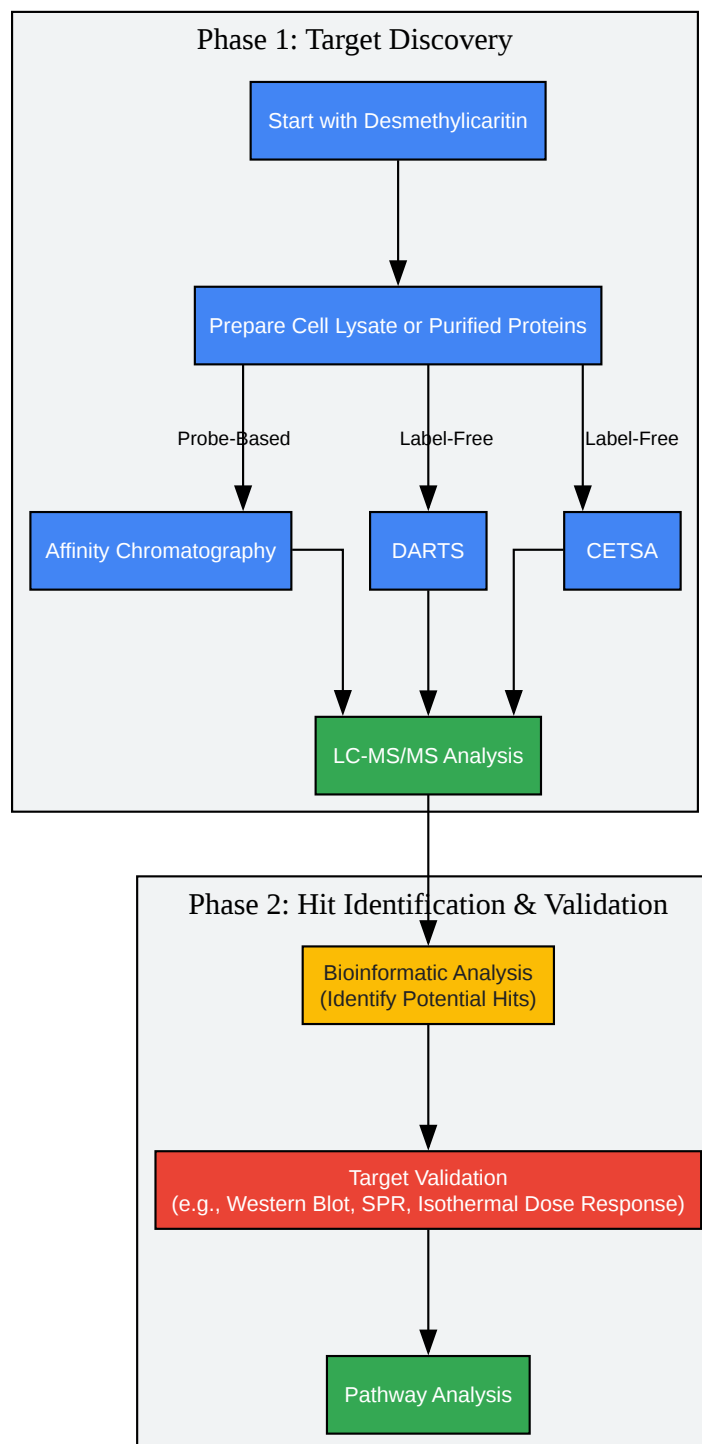 Phase 1: Target Discovery
Start with Desmethylicaritin
Prepare Cell Lysate or Purified Proteins
Probe-Based
Label-Free
Label-Free
Affinity Chromatography
DARTS
CETSA
LC-MS/MS Analysis
Phase 2: Hit Identification & Validation
Bioinformatic Analysis
(Identify Potential Hits)
Target Validation
(e.g., Western Blot, SPR, Isothermal Dose Response)
Pathway Analysis